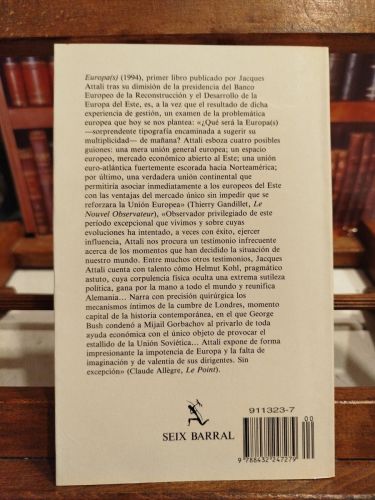 Europa(s) (1994), primer libro publicado por Jacques
Attali tras su dimisión de la presidencia del Banco
Europeo de la Reconstrucción y el Desarrollo de la
Europa del Este, es, a la vez que el resultado de dicha
experiencia de gestión, un examen de la problemática
europea que hoy se nos plantea: «¿Qué será la Europa(s)
—sorprendente tipografía encaminada a sugerir su
multiplicidad— de mañana? Attali esboza cuatro posibles
guiones: una mera unión general europea; un espacio
europeo, mercado económico abierto al Este; una unión
euro-atlántica fuertemente escorada hacia Norteamérica;
por último, una verdadera unión continental que
permitiría asociar inmediatamente a los europeos del Este
con las ventajas del mercado único sin impedir que se
reforzara la Unión Europea» (Thierry Gandillet, Le
Nouvel Observateur), «Observador privilegiado de este
período excepcional que vivimos y sobre cuyas
evoluciones ha intentado, a veces con éxito, ejercer
influencia, Attali nos procura un testimonio infrecuente
acerca de los momentos que han decidido la situación de
nuestro mundo. Entre muchos otros testimonios, Jacques
Attali cuenta con talento cómo Helmut Kohl, pragmático
astuto, cuya corpulencia física oculta una extrema sutileza
política, gana por la mano a todo el mundo y reunifica
Alemania... Narra con precisión quirúrgica los
mecanismos íntimos de la cumbre de Londres, momento
capital de la historia contemporánea, en el que George
Bush condenó a Mijail Gorbachov al privarlo de toda
ayuda económica con el único objeto de provocar el
estallido de la Unión Soviética... Attali expone de forma
impresionante la impotencia de Europa y la falta de
imaginación y de valentía de sus dirigentes. Sin
excepción» (Claude Allègre, Le Point).
SEIX BARRAL
911323-7
00
9 788432 247279